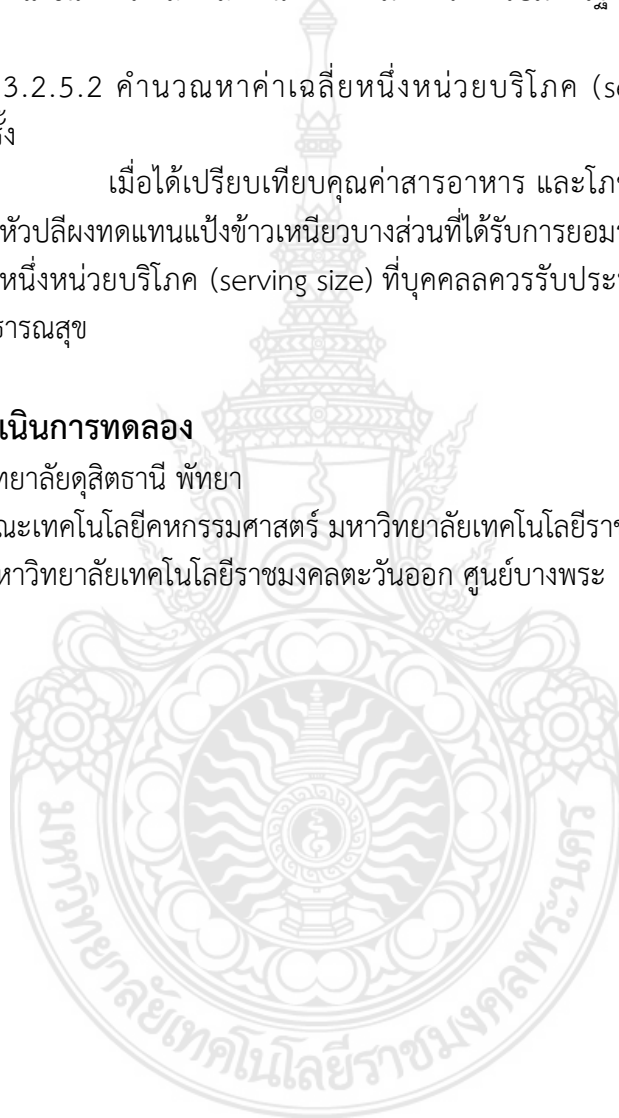 3.2.5.2 คำนวณหาค่าเฉลี่ยหนึ่งหน่วยบริโภค (se
รั้ง
เมื่อได้เปรียบเทียบคุณค่าสารอาหาร และโภช
หัวปลีผงทดแทนแป้งข้าวเหนียวบางส่วนที่ได้รับการยอมร
หนึ่งหน่วยบริโภค (serving size) ที่บุคคลลควรรับประท
ธารณสุข
เนินการทดลอง
ทยาลัยดุสิตธานี พัทยา
ณะเทคโนโลยีคหกรรมศาสตร์ มหาวิทยาลัยเทคโนโลยีราช
หาวิทยาลัยเทคโนโลยีราชมงคลตะวันออก ศูนย์บางพระ
มหาวิทยาลัยเทคโนโลยีราชมงคลพระนคร